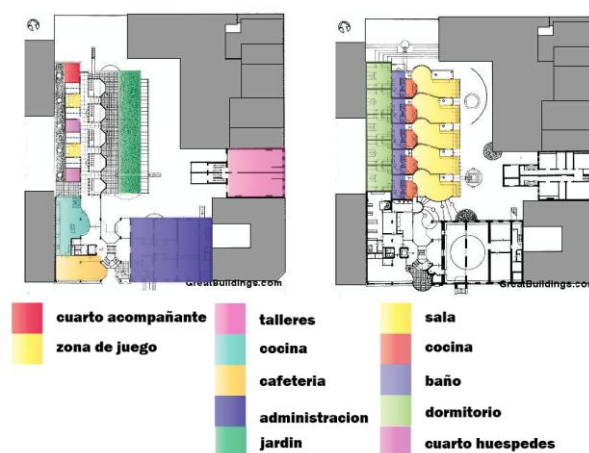 GreatBuildings.com
GreatBuildings.com
cuarto acompañante
zona de juego
talleres
cocina
cafeteria
administracion
jardin
sala
cocina
baño
dormitorio
cuarto huespedes